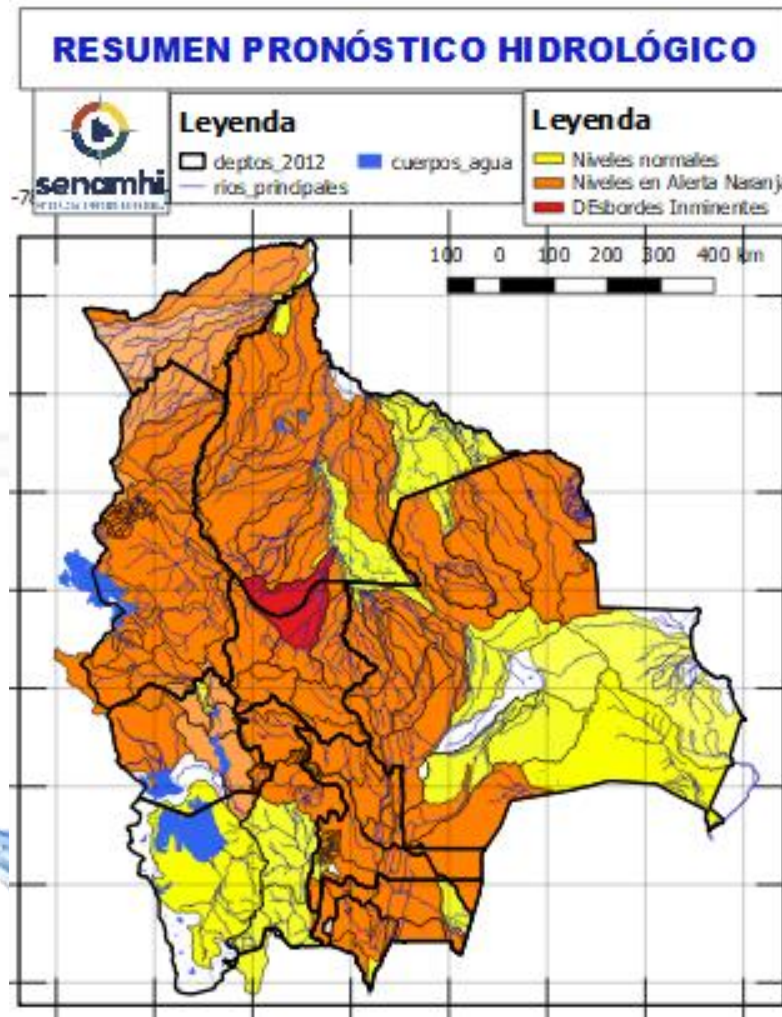 RESUMEN PRONÓSTICO HIDROLÓGICO
senamhi
Leyenda
deptos_2012
cuerpos_agua
rios_principales
Leyenda
Niveles normales
Niveles en Alerta Naranja
DEsbordes Inminentes
100 0 100 200 300 400 km